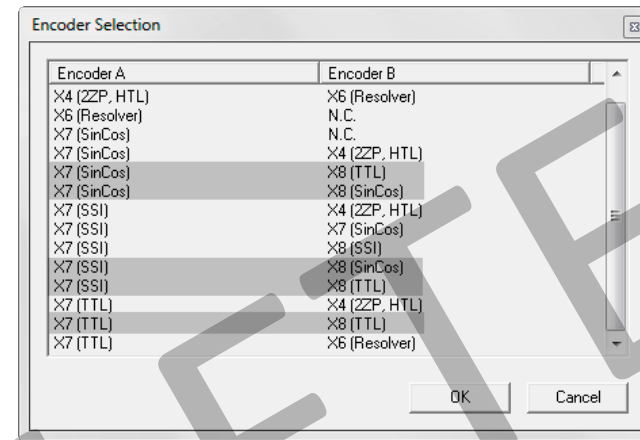 Encoder Selection
Encoder A Encoder B
X4 (2ZP, HTL) X6 (Resolver)
X6 (Resolver) N.C.
X7 (SinCos) N.C.
X7 (SinCos) X4 (2ZP, HTL)
X7 (SinCos) X8 (TTL)
X7 (SinCos) X8 (SinCos)
X7 (SSI) X4 (2ZP, HTL)
X7 (SSI) X7 (SinCos)
X7 (SSI) X8 (SSI)
X7 (SSI) X8 (SinCos)
X7 (SSI) X8 (TTL)
X7 (TTL) X4 (2ZP, HTL)
X7 (TTL) X8 (TTL)
X7 (TTL) X6 (Resolver)
OK Cancel